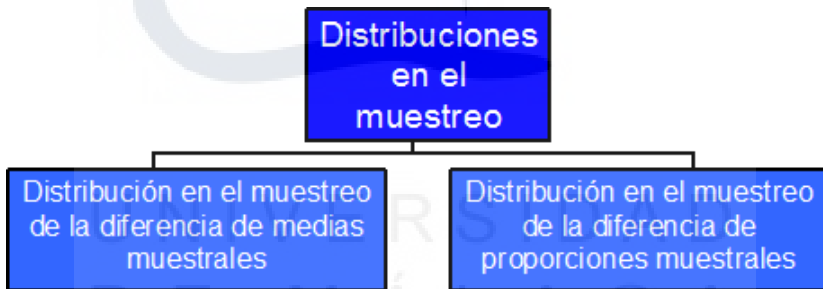 Distribuciones
en el
muestreo
Distribución en el muestreo
de la diferencia de medias
muestrales
Distribución en el muestreo
de la diferencia de
proporciones muestrales
UNIVERSIDAD